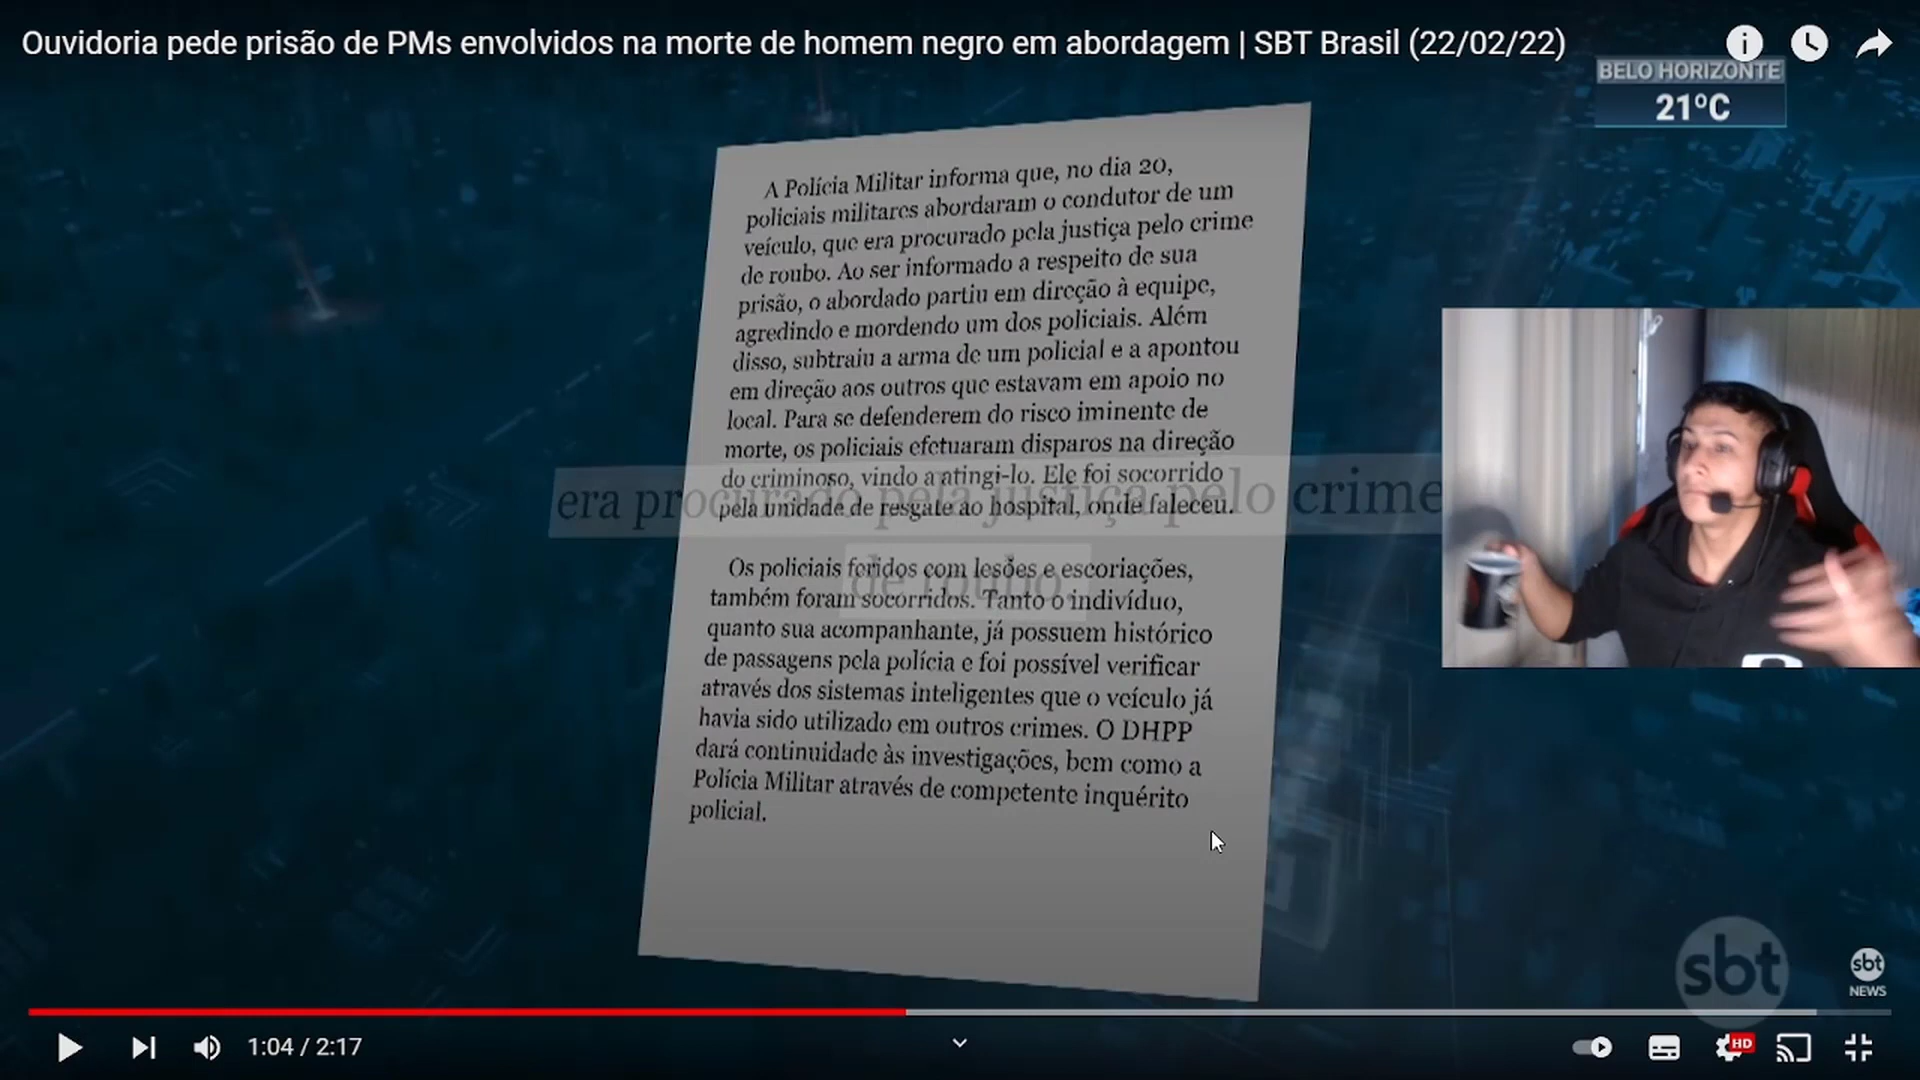 Ouvidoria pede prisão de PMs envolvidos na morte de homem negro em abordagem | SBT Brasil (22/02/22)
BELO HORIZONTE
21ºC
A Polícia Militar informa que, no dia 20,
policiais militares abordaram o condutor de um
veículo, que era procurado pela justiça pelo crime
de roubo. Ao ser informado a respeito de sua
prisão, o abordado partiu em direção à equipe,
agredindo e mordendo um dos policiais. Além
disso, subtraiu a arma de um policial e a apontou
em direção aos outros que estavam em apoio no
local. Para se defenderem do risco iminente de
morte, os policiais efetuaram disparos na direção
do criminoso, vindo a atingi-lo. Ele foi socorrido
pela unidade de resgate ao hospital, onde faleceu.
era procurado pela justiça pelo crime
de roubo.
Os policiais feridos com lesões e escoriações,
também foram socorridos. Tanto o indivíduo,
quanto sua acompanhante, já possuem histórico
de passagens pela polícia e foi possível verificar
através dos sistemas inteligentes que o veículo já
havia sido utilizado em outros crimes. O DHPP
dará continuidade às investigações, bem como a
Polícia Militar através de competente inquérito
policial.
sbt
sbt
NEWS
1:04 / 2:17
HD